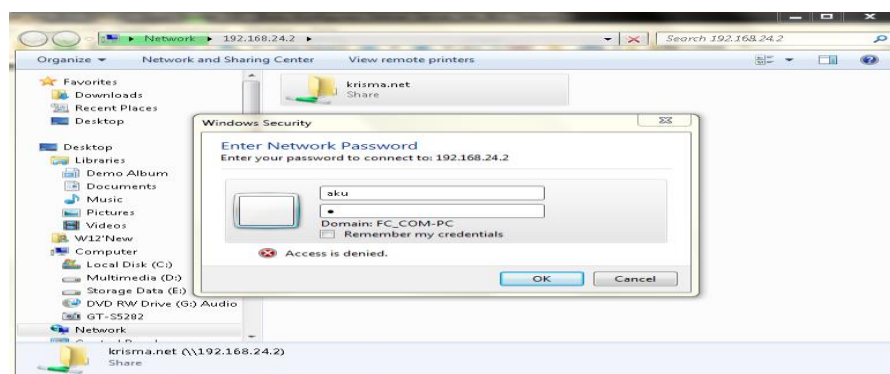 Network ▸ 192.168.24.2 ▸
Search 192.168.24.2
Organize
Network and Sharing Center
View remote printers
Favorites
Downloads
Recent Places
Desktop
Desktop
Libraries
Demo Album
Documents
Music
Pictures
Videos
W12'New
Computer
Local Disk (C:)
Multimedia (D:)
Storage Data (E:)
DVD RW Drive (G:) Audio
GT-S5282
Network
krisma.net
Share
Windows Security
Enter Network Password
Enter your password to connect to: 192.168.24.2
aku
Domain: FC_COM-PC
Remember my credentials
Access is denied.
OK
Cancel
krisma.net (\\192.168.24.2)
Share